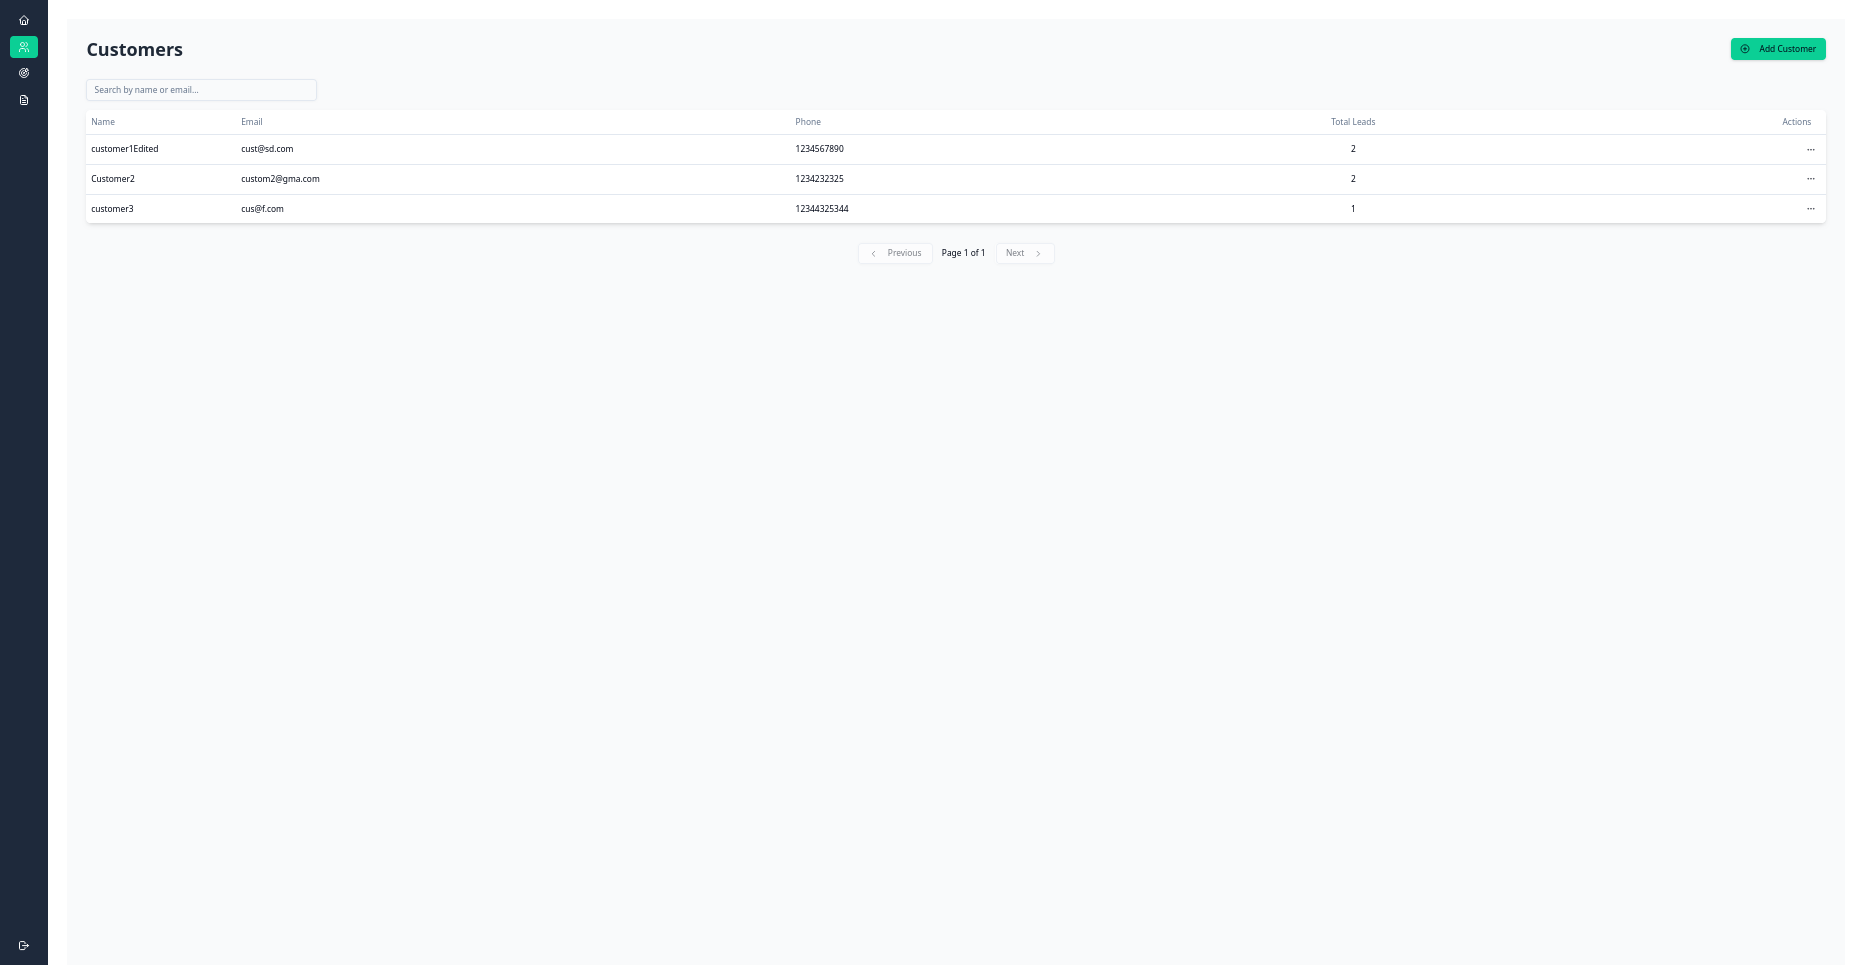 Customers
Add Customer
Search by name or email...
Name Email Phone Total Leads Actions
customer1Edited cust@sd.com 1234567890 2 ...
Customer2 custom2@gma.com 1234232325 2 ...
customer3 cus@f.com 12344325344 1 ...
Previous Page 1 of 1 Next